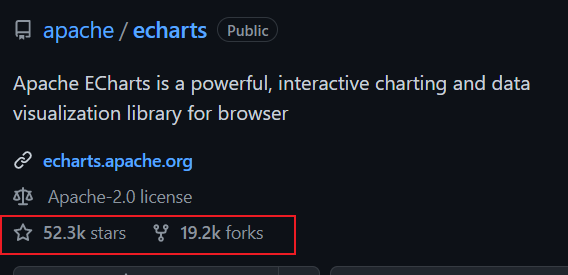 apache / echarts Public
Apache ECharts is a powerful, interactive charting and data
visualization library for browser
echarts.apache.org
Apache-2.0 license
52.3k stars 19.2k forks